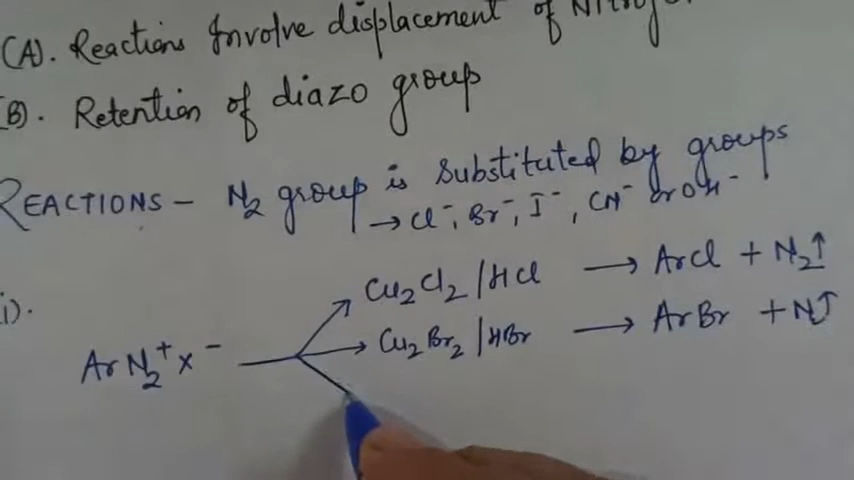 (A). Reactions Involve displacement of
(B). Retention of diazo group
REACTIONS - N₂ group is substituted by groups
→ Cl⁻, Br⁻, I⁻, CN⁻ or OH⁻
i).
Cu₂Cl₂/HCl → ArCl + N₂↑
ArN₂⁺x⁻ Cu₂Br₂/HBr → ArBr + N↑